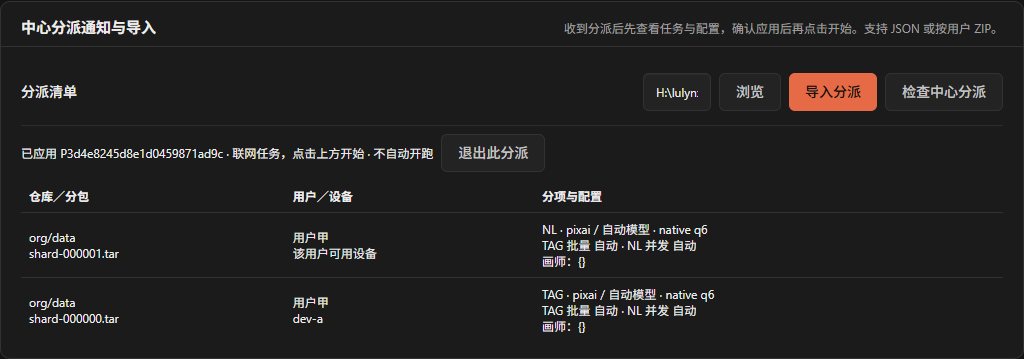 中心分派通知与导入
收到分派后先查看任务与配置，确认应用后再点击开始。支持 JSON 或按用户 ZIP。
分派清单
H:\lulyn:
浏览
导入分派
检查中心分派
已应用 P3d4e8245d8e1d0459871ad9c · 联网任务，点击上方开始 · 不自动开跑
退出此分派
仓库／分包
用户／设备
分项与配置
org/data
shard-000001.tar
用户甲
该用户可用设备
NL · pixai / 自动模型 · native q6
TAG 批量 自动 · NL 并发 自动
画师：{}
org/data
shard-000000.tar
用户甲
dev-a
TAG · pixai / 自动模型 · native q6
TAG 批量 自动 · NL 并发 自动
画师：{}